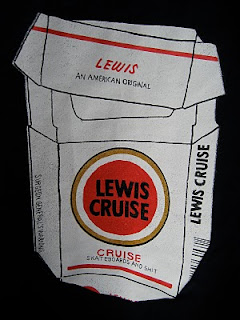 LEWIS
AN AMERICAN ORIGINAL
LEWIS
CRUISE
CRUISE
SKATEBOARDS AND SHIT
LEWIS CRUISE